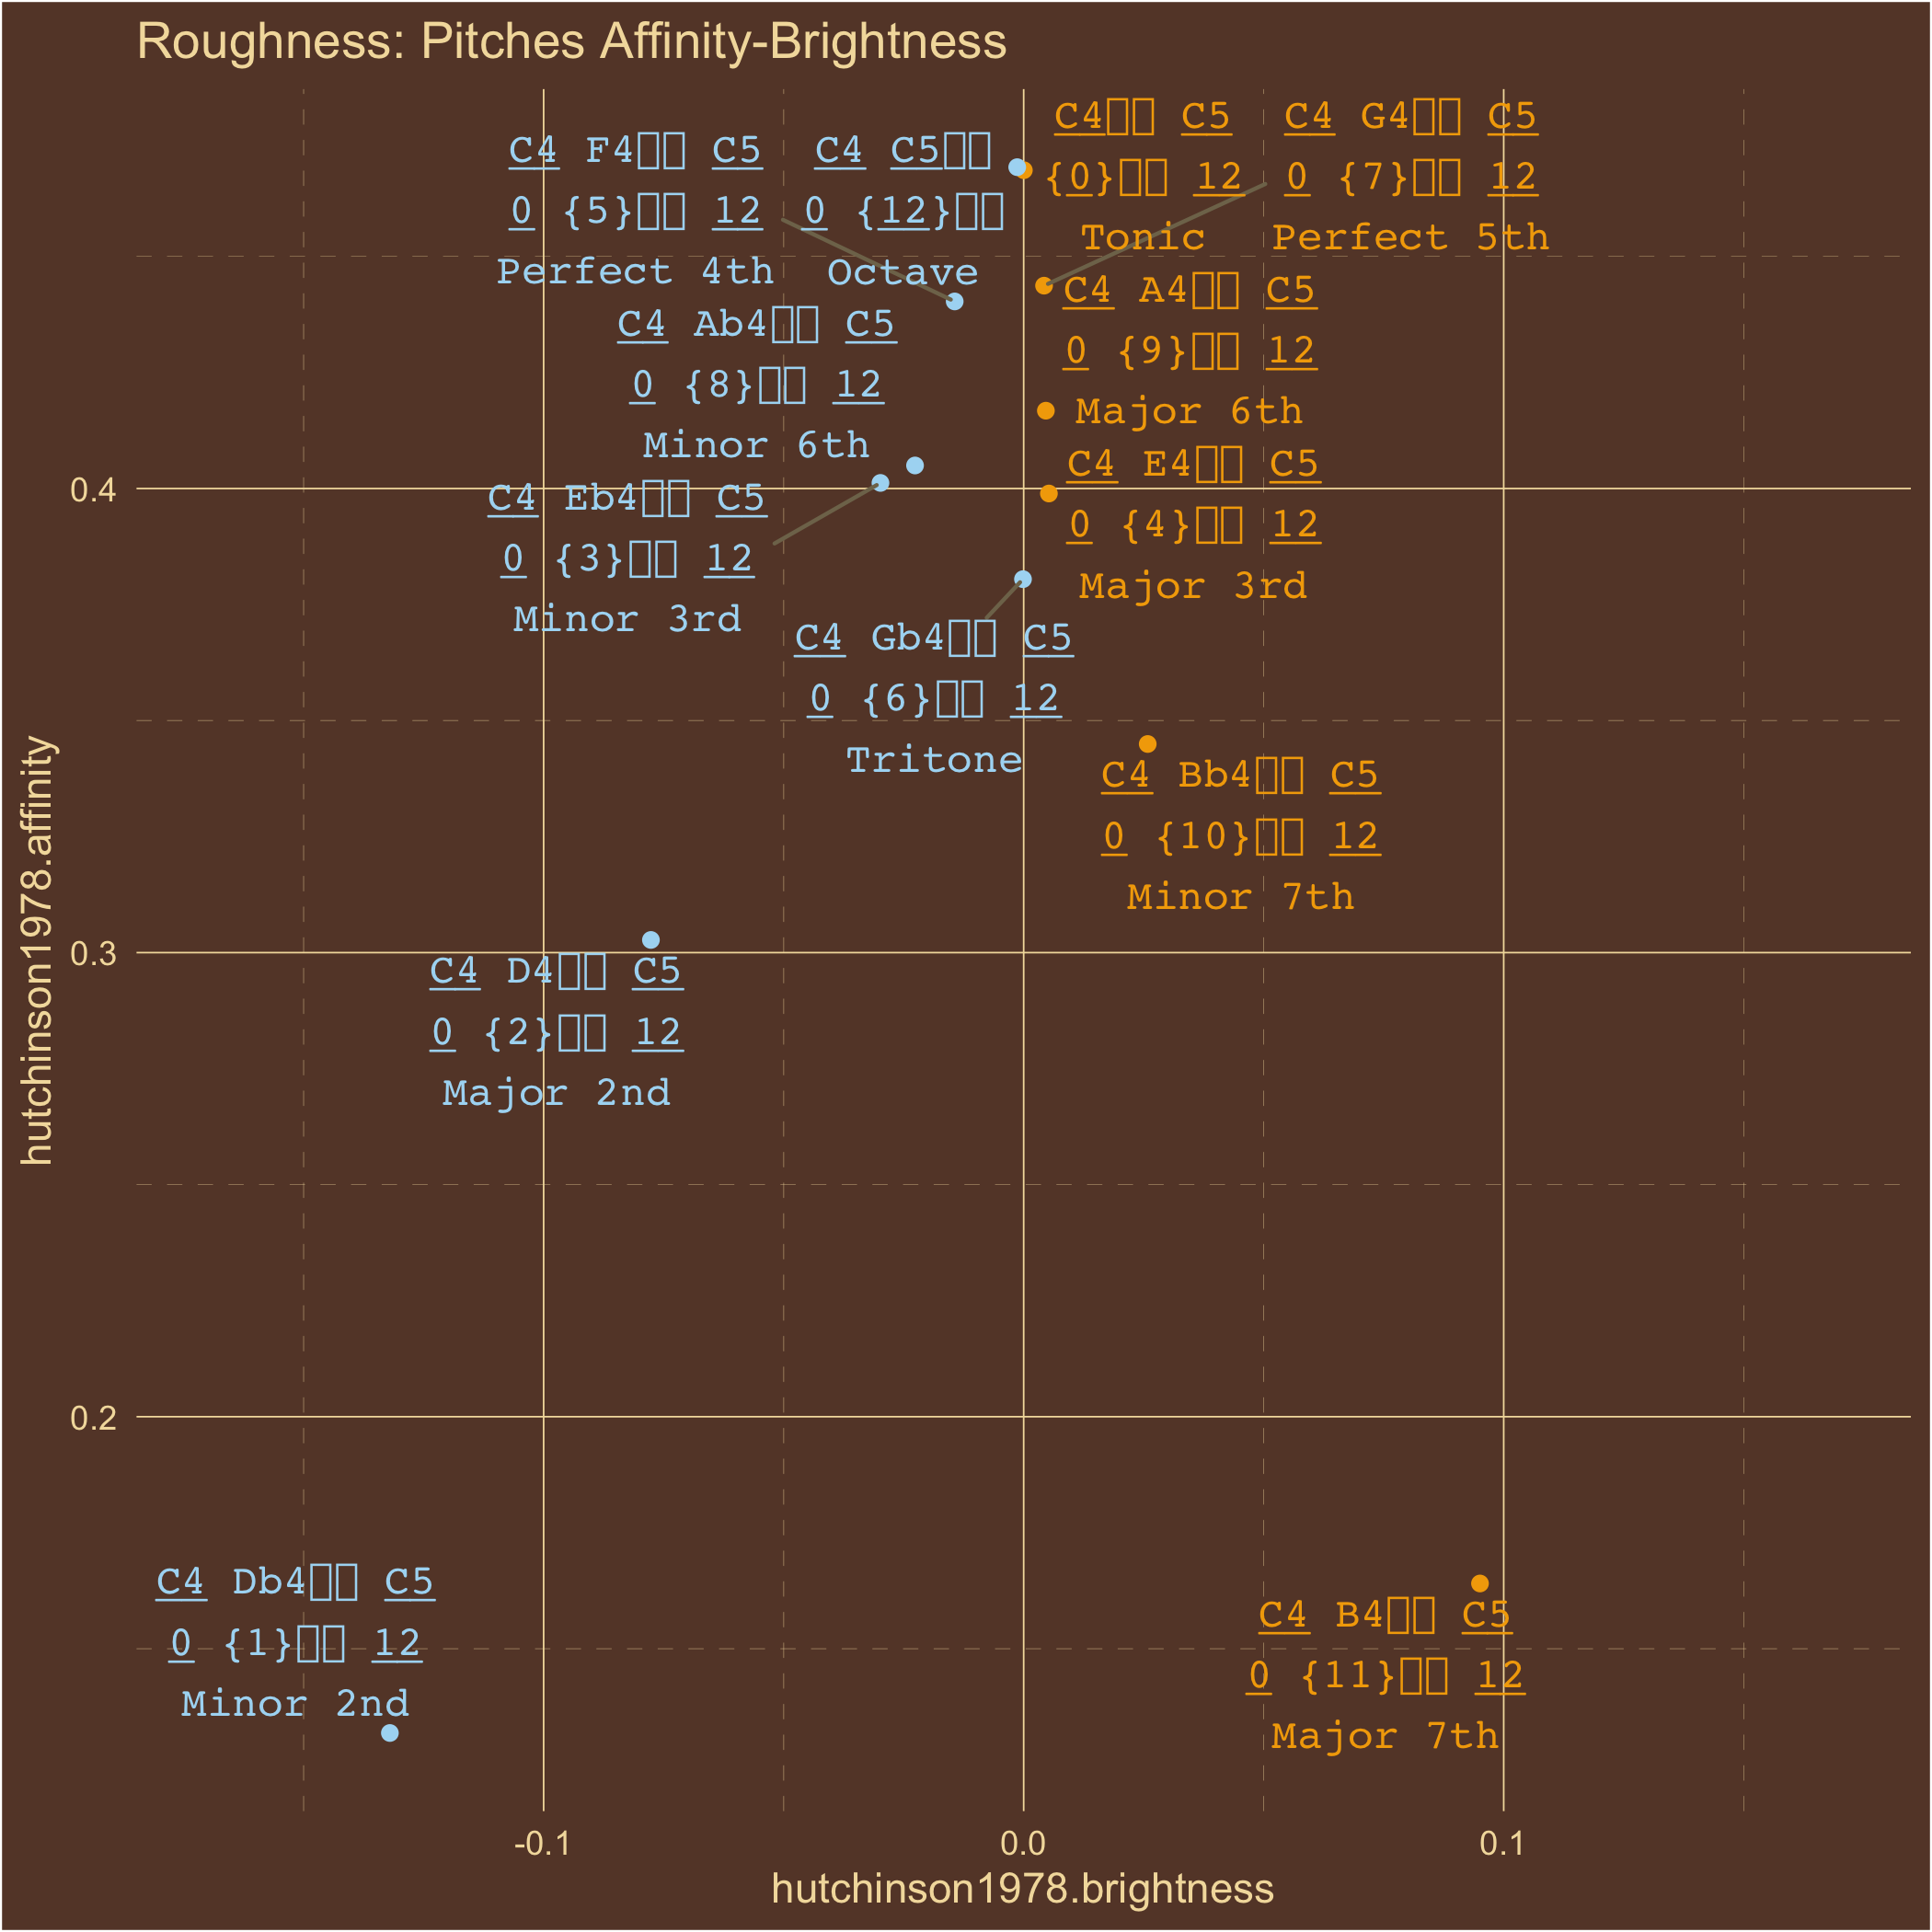 Roughness: Pitches Affinity-Brightness
C4▯▯ C5
{0}▯▯ 12
Tonic
C4 G4▯▯ C5
0 {7}▯▯ 12
Perfect 5th
C4 F4▯▯ C5
0 {5}▯▯ 12
Perfect 4th
C4 C5▯▯
0 {12}▯▯
Octave
C4 A4▯▯ C5
0 {9}▯▯ 12
Major 6th
C4 Ab4▯▯ C5
0 {8}▯▯ 12
Minor 6th
C4 E4▯▯ C5
0 {4}▯▯ 12
Major 3rd
C4 Eb4▯▯ C5
0 {3}▯▯ 12
Minor 3rd
C4 Gb4▯▯ C5
0 {6}▯▯ 12
Tritone
C4 Bb4▯▯ C5
0 {10}▯▯ 12
Minor 7th
C4 D4▯▯ C5
0 {2}▯▯ 12
Major 2nd
C4 Db4▯▯ C5
0 {1}▯▯ 12
Minor 2nd
C4 B4▯▯ C5
0 {11}▯▯ 12
Major 7th
0.4
0.3
0.2
hutchinson1978.affinity
-0.1
0.0
0.1
hutchinson1978.brightness